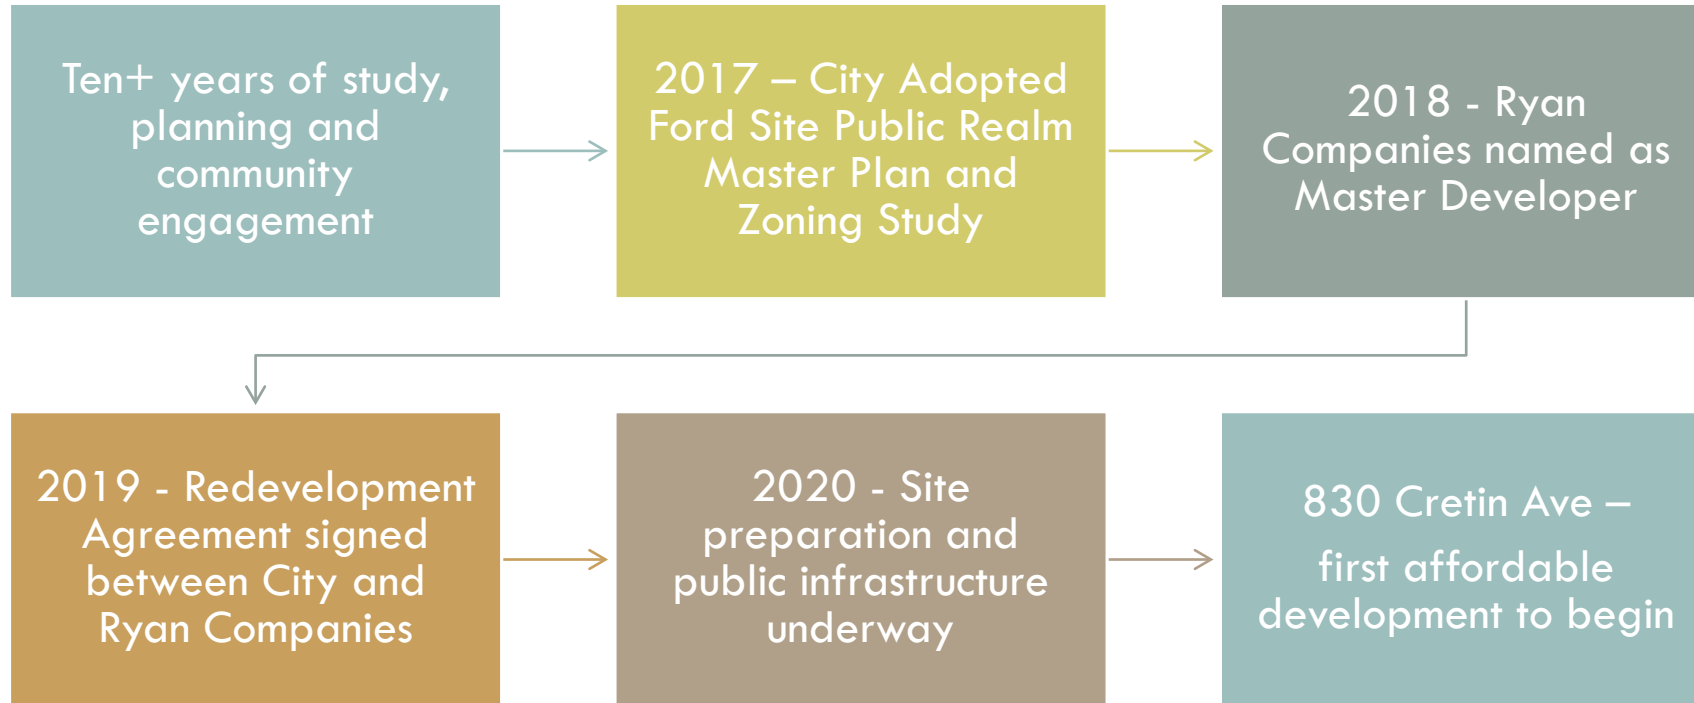 Ten+ years of study,
planning and
community
engagement
2017 – City Adopted
Ford Site Public Realm
Master Plan and
Zoning Study
2018 - Ryan
Companies named as
Master Developer
2019 - Redevelopment
Agreement signed
between City and
Ryan Companies
2020 - Site
preparation and
public infrastructure
underway
830 Cretin Ave –
first affordable
development to begin